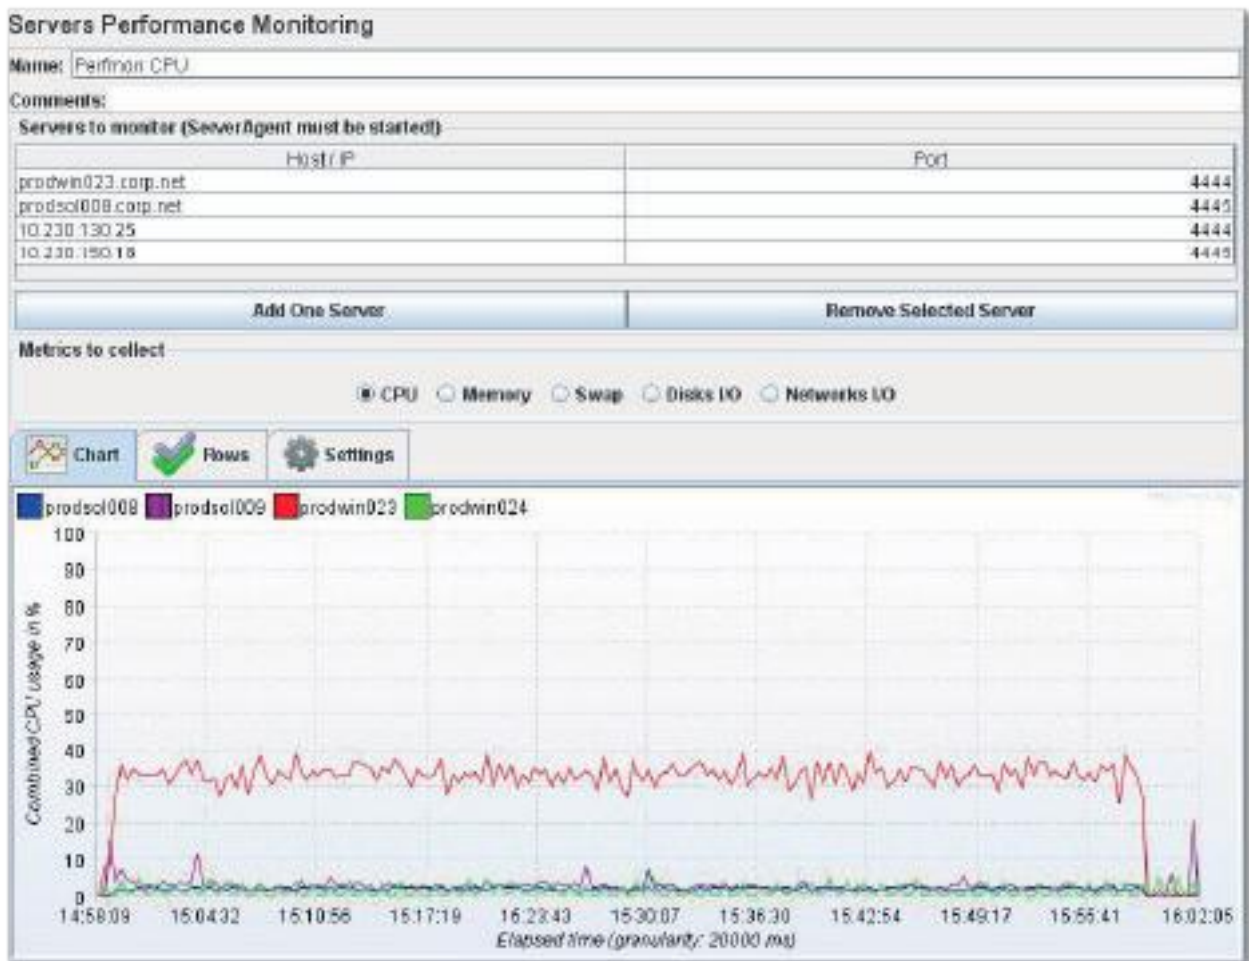 Servers Performance Monitoring
Name: Perfmon CPU
Comments:
Servers to monitor (ServerAgent must be started!)
Host / IP Port
prodwin023.corp.net 4444
prodsol008.corp.net 4445
10.230.130.25 4444
10.230.150.18 4445
Add One Server Remove Selected Server
Metrics to collect
CPU Memory Swap Disks I/O Networks I/O
Chart Rows Settings
prodsol008 prodsol009 prodwin023 prodwin024
100
90
80
70
60
50
40
30
20
10
0
Combined CPU usage in %
14:58:09 15:04:32 15:10:56 15:17:19 15:23:43 15:30:07 15:36:30 15:42:54 15:49:17 15:55:41 16:02:05
Elapsed time (granularity: 20000 ms)